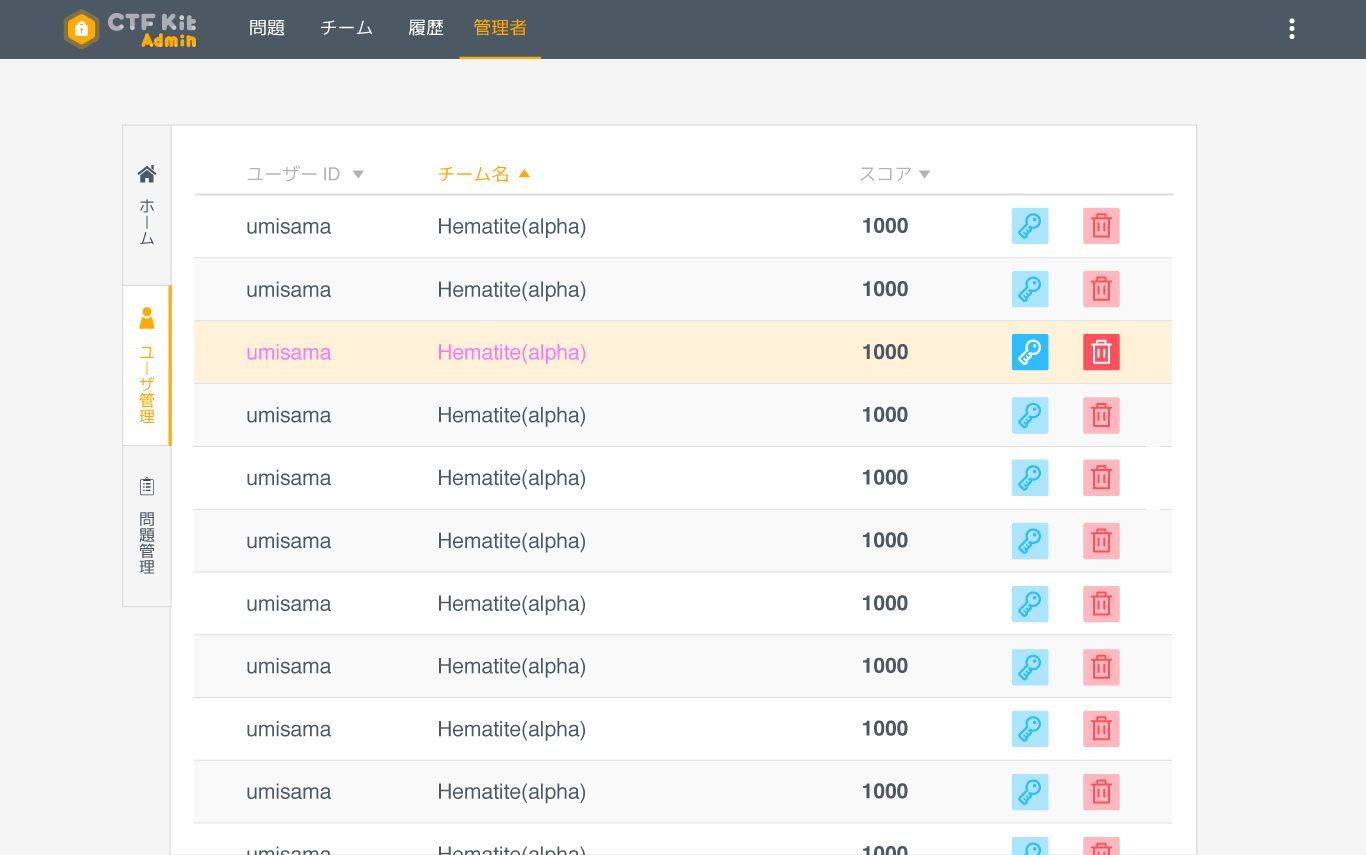 CTF Kit
Admin
問題 チーム 履歴 管理者
ホーム
ユーザ管理
問題管理
ユーザー ID ▼ チーム名 ▲ スコア ▼
umisama Hematite(alpha) 1000
umisama Hematite(alpha) 1000
umisama Hematite(alpha) 1000
umisama Hematite(alpha) 1000
umisama Hematite(alpha) 1000
umisama Hematite(alpha) 1000
umisama Hematite(alpha) 1000
umisama Hematite(alpha) 1000
umisama Hematite(alpha) 1000
umisama Hematite(alpha) 1000
umisama Hematite(alpha) 1000